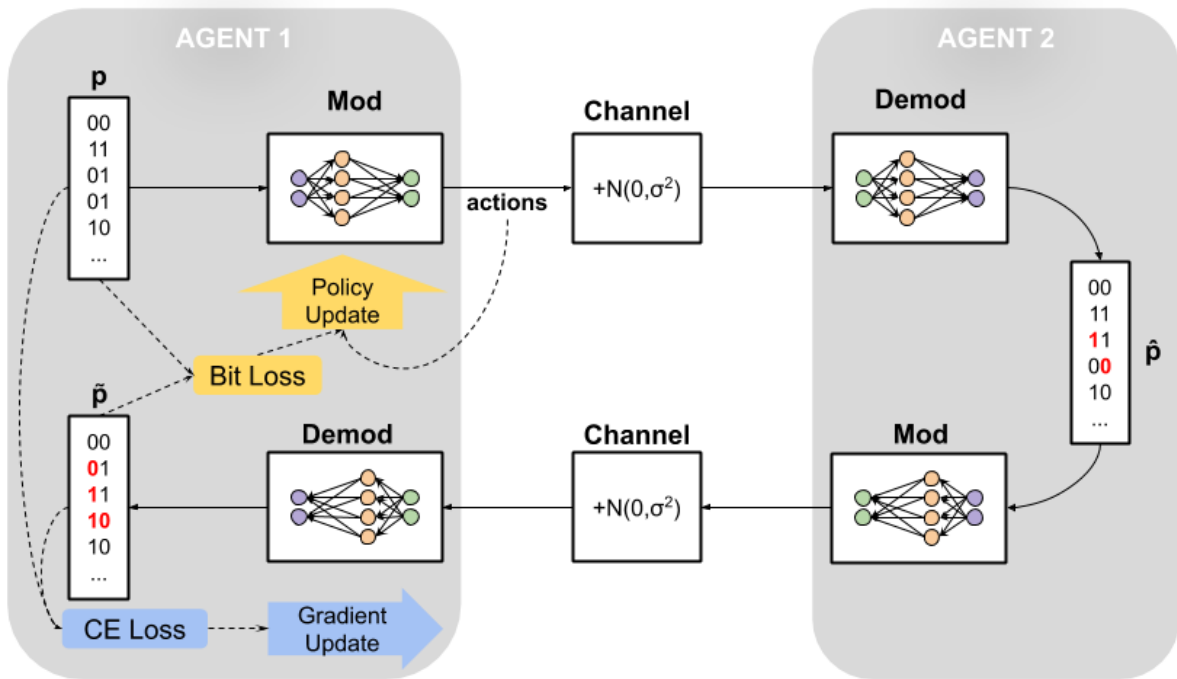 AGENT 1
AGENT 2
p
Mod
Channel
Demod
00
11
01
01
10
...
actions
+N(0,σ²)
Policy
Update
Bit Loss
00
11
11
00
10
...
p̂
p̃
Demod
Channel
Mod
00
01
11
10
10
...
+N(0,σ²)
CE Loss
Gradient
Update